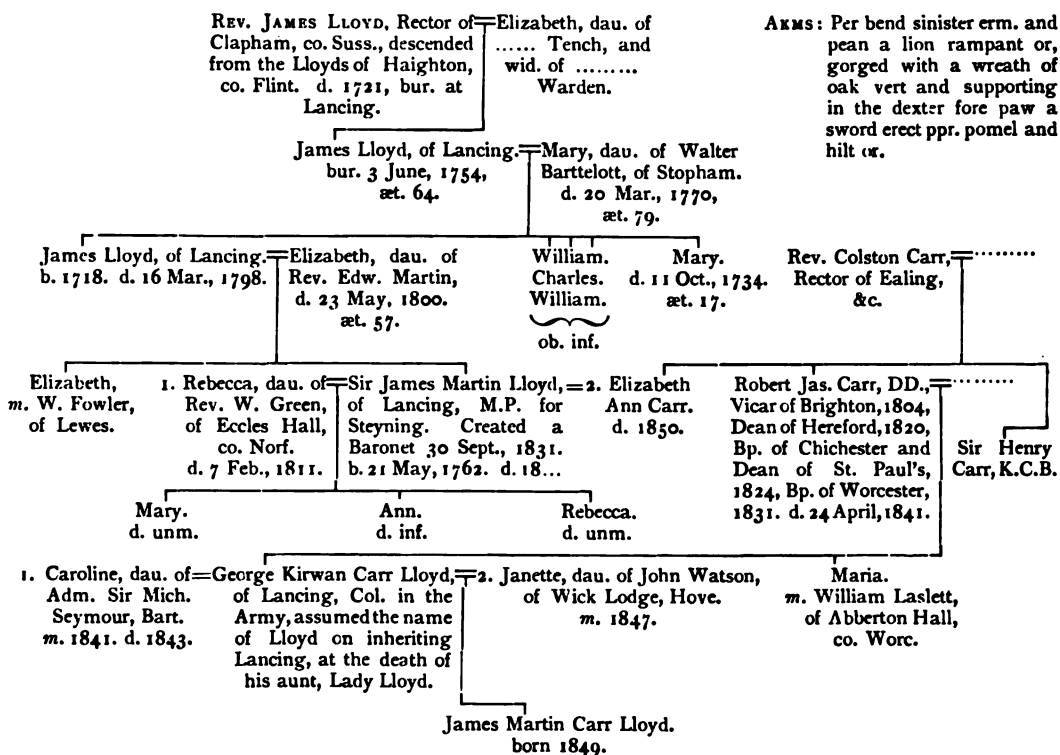 REV. JAMES LLOYD, Rector of
Clapham, co. Suss., descended
from the Lloyds of Haighton,
co. Flint. d. 1721, bur. at
Lancing.
Elizabeth, dau. of
...... Tench, and
wid. of .........
Warden.
ARMS: Per bend sinister erm. and
pean a lion rampant or,
gorged with a wreath of
oak vert and supporting
in the dexter fore paw a
sword erect ppr. pomel and
hilt or.
James Lloyd, of Lancing.
bur. 3 June, 1754,
æt. 64.
Mary, dau. of Walter
Barttelott, of Stopham.
d. 20 Mar., 1770,
æt. 79.
James Lloyd, of Lancing.
b. 1718. d. 16 Mar., 1798.
Elizabeth, dau. of
Rev. Edw. Martin,
d. 23 May, 1800.
æt. 57.
William.
Charles.
William.
ob. inf.
Mary.
d. 11 Oct., 1734.
æt. 17.
Rev. Colston Carr, .........
Rector of Ealing,
&c.
Elizabeth,
m. W. Fowler,
of Lewes.
1. Rebecca, dau. of
Rev. W. Green,
of Eccles Hall,
co. Norf.
d. 7 Feb., 1811.
Sir James Martin Lloyd,
of Lancing, M.P. for
Steyning. Created a
Baronet 30 Sept., 1831.
b. 21 May, 1762. d. 18...
2. Elizabeth
Ann Carr.
d. 1850.
Robert Jas. Carr, DD., .........
Vicar of Brighton, 1804,
Dean of Hereford, 1820,
Bp. of Chichester and
Dean of St. Paul's,
1824, Bp. of Worcester,
1831. d. 24 April, 1841.
Sir Henry
Carr, K.C.B.
Mary.
d. unm.
Ann.
d. inf.
Rebecca.
d. unm.
1. Caroline, dau. of
Adm. Sir Mich.
Seymour, Bart.
m. 1841. d. 1843.
George Kirwan Carr Lloyd,
of Lancing, Col. in the
Army, assumed the name
of Lloyd on inheriting
Lancing, at the death of
his aunt, Lady Lloyd.
2. Janette, dau. of John Watson,
of Wick Lodge, Hove.
m. 1847.
Maria.
m. William Laslett,
of Abberton Hall,
co. Worc.
James Martin Carr Lloyd.
born 1849.